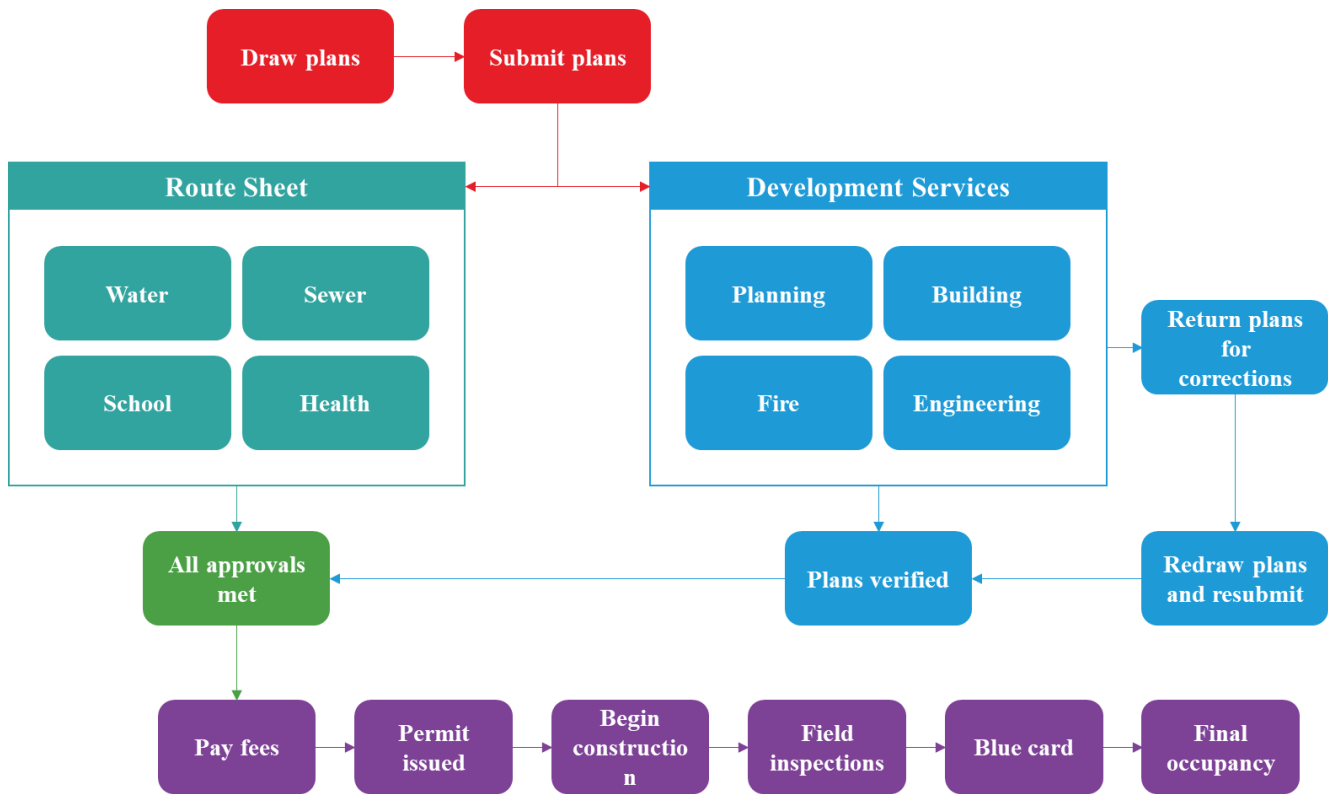 Draw plans
Submit plans
Route Sheet
Development Services
Water
Sewer
Planning
Building
Return plans
for
corrections
School
Health
Fire
Engineering
All approvals
met
Plans verified
Redraw plans
and resubmit
Pay fees
Permit
issued
Begin
constructio
n
Field
inspections
Blue card
Final
occupancy